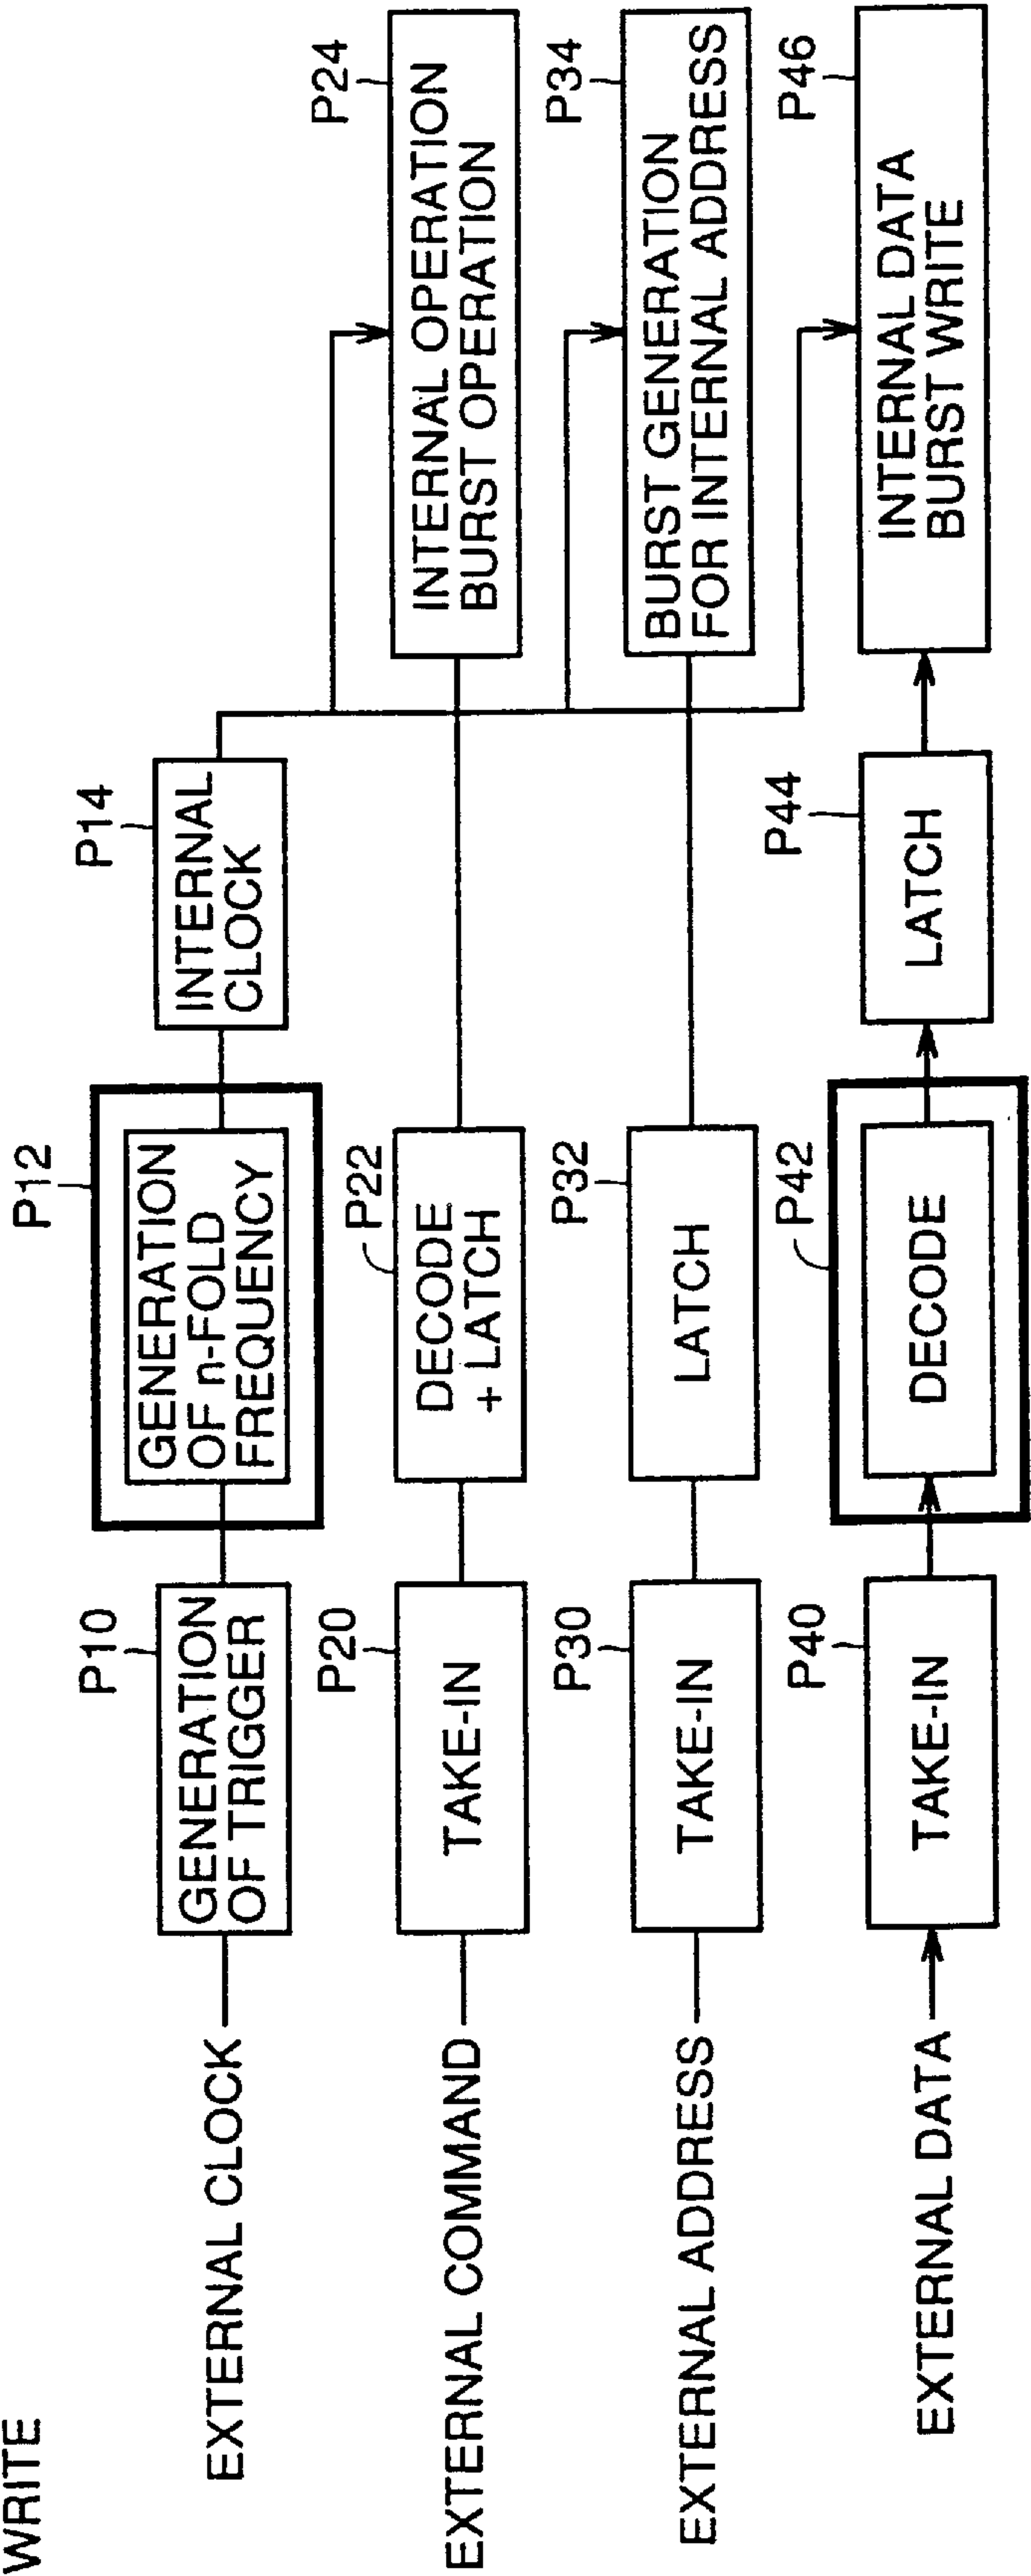 WRITE
EXTERNAL CLOCK
P10
GENERATION
OF TRIGGER
P12
GENERATION
OF n-FOLD
FREQUENCY
P14
INTERNAL
CLOCK
EXTERNAL COMMAND
P20
TAKE-IN
P22
DECODE
+ LATCH
P24
INTERNAL OPERATION
BURST OPERATION
EXTERNAL ADDRESS
P30
TAKE-IN
P32
LATCH
P34
BURST GENERATION
FOR INTERNAL ADDRESS
EXTERNAL DATA
P40
TAKE-IN
P42
DECODE
P44
LATCH
P46
INTERNAL DATA
BURST WRITE